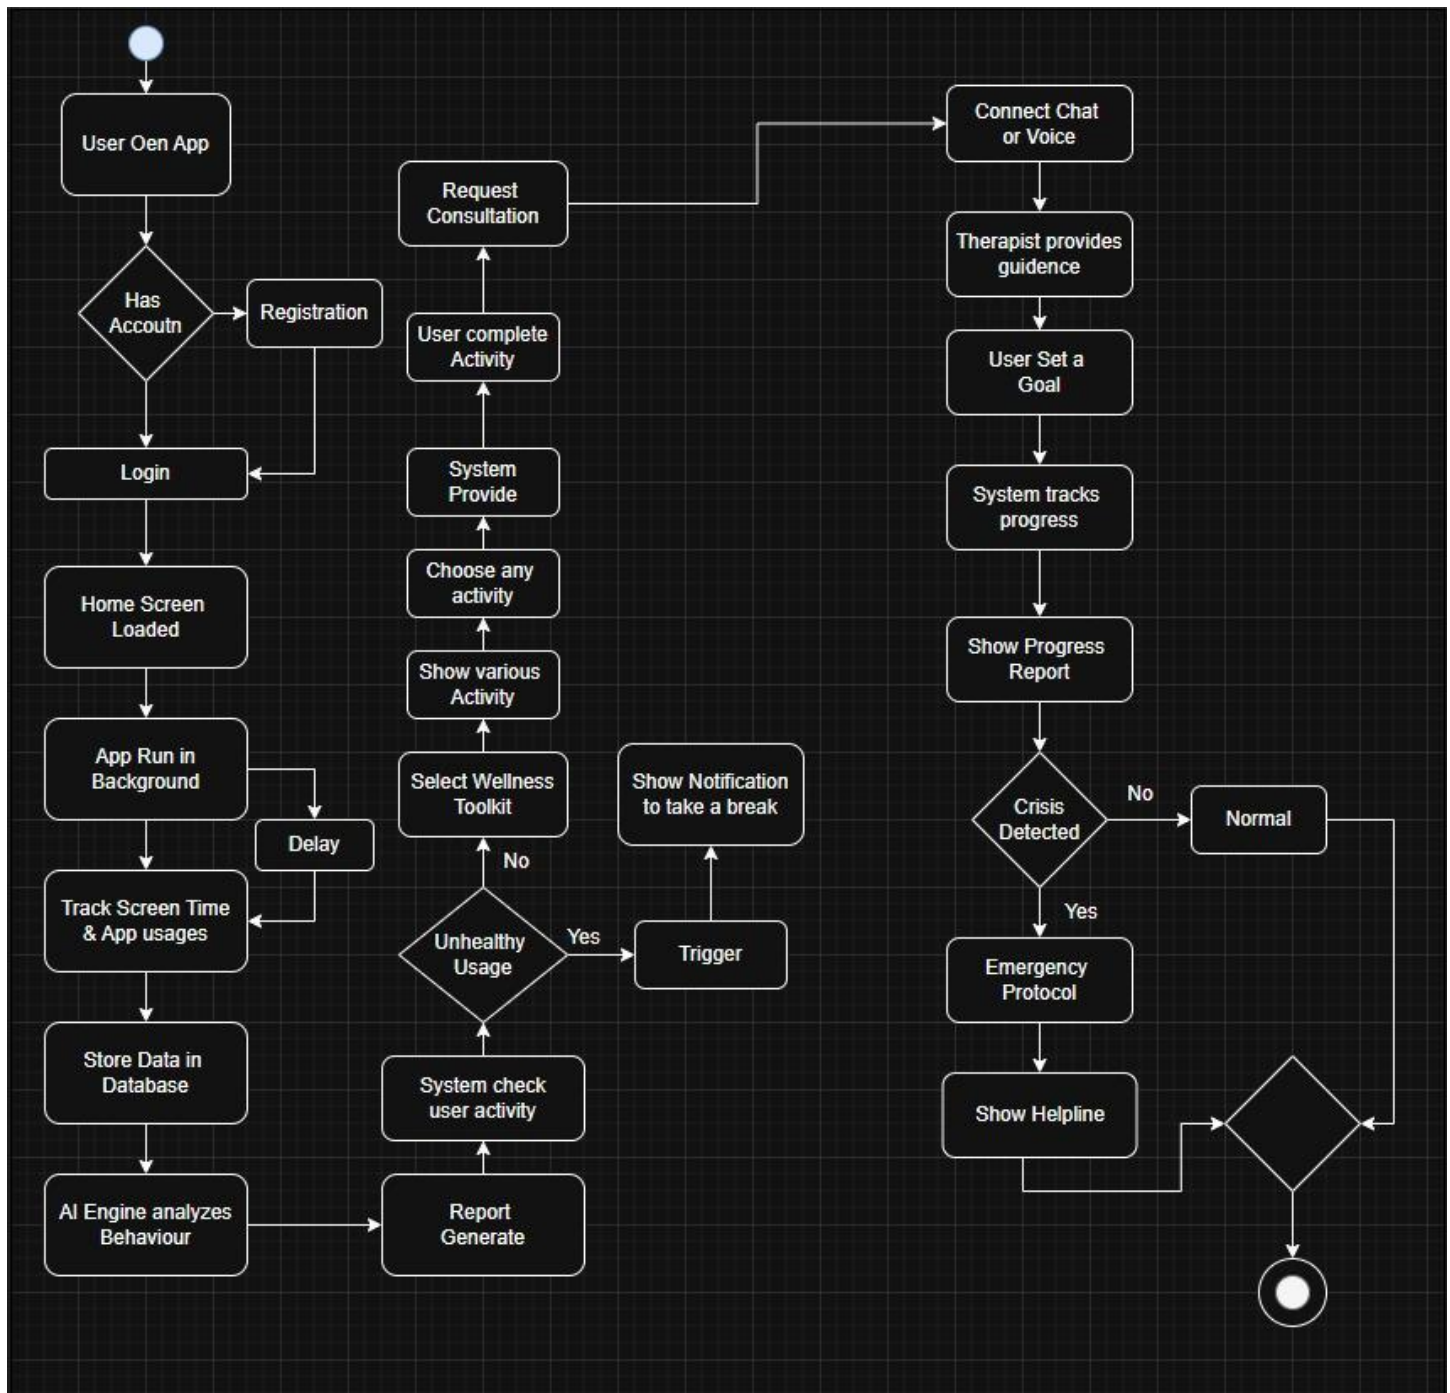 User Oen App
Has
Accoutn
Registration
Login
Home Screen
Loaded
App Run in
Background
Delay
Track Screen Time
& App usages
Store Data in
Database
AI Engine analyzes
Behaviour
Report
Generate
System check
user activity
Unhealthy
Usage
Yes
Trigger
Show Notification
to take a break
No
Select Wellness
Toolkit
Show various
Activity
Choose any
activity
System
Provide
User complete
Activity
Request
Consultation
Connect Chat
or Voice
Therapist provides
guidence
User Set a
Goal
System tracks
progress
Show Progress
Report
Crisis
Detected
No
Normal
Yes
Emergency
Protocol
Show Helpline